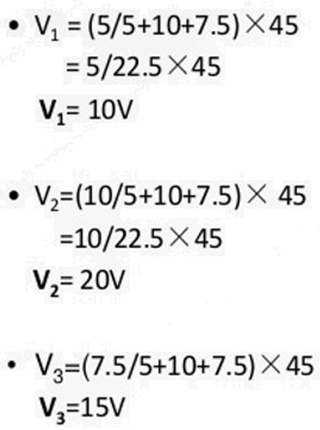 • V₁ = (5/5+10+7.5)×45
= 5/22.5×45
V₁= 10V
• V₂=(10/5+10+7.5)× 45
=10/22.5×45
V₂= 20V
• V₃=(7.5/5+10+7.5)×45
V₃=15V